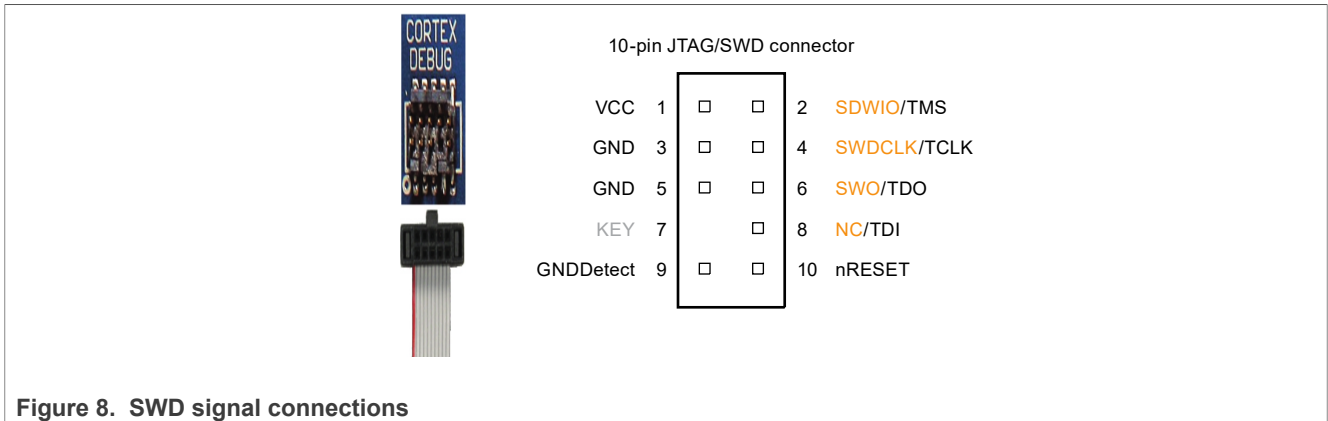 CORTEX
DEBUG
10-pin JTAG/SWD connector
VCC 1 2 SDWIO/TMS
GND 3 4 SWDCLK/TCLK
GND 5 6 SWO/TDO
KEY 7 8 NC/TDI
GNDDetect 9 10 nRESET
Figure 8. SWD signal connections